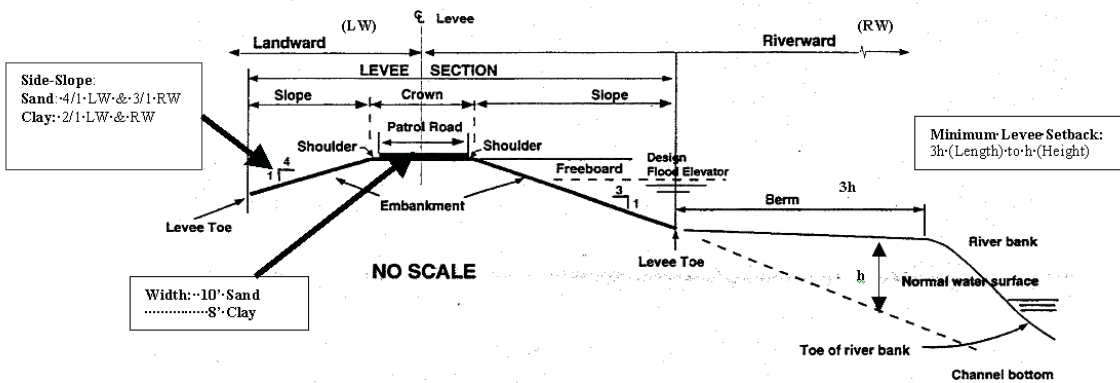 ℄ Levee
(LW)
(RW)
Landward
Riverward
LEVEE SECTION
Slope
Crown
Slope
Side-Slope:
Sand:·4/1·LW·&·3/1·RW
Clay:·2/1·LW·&·RW
Patrol Road
Shoulder
Shoulder
Minimum·Levee·Setback:
3h·(Length)·to·h·(Height)
4
1
Freeboard
Design
Flood Elevator
3
1
Embankment
3h
Berm
Levee Toe
River bank
Levee Toe
NO SCALE
h
Normal water surface
Width:··10'·Sand
···············8'·Clay
Toe of river bank
Channel bottom